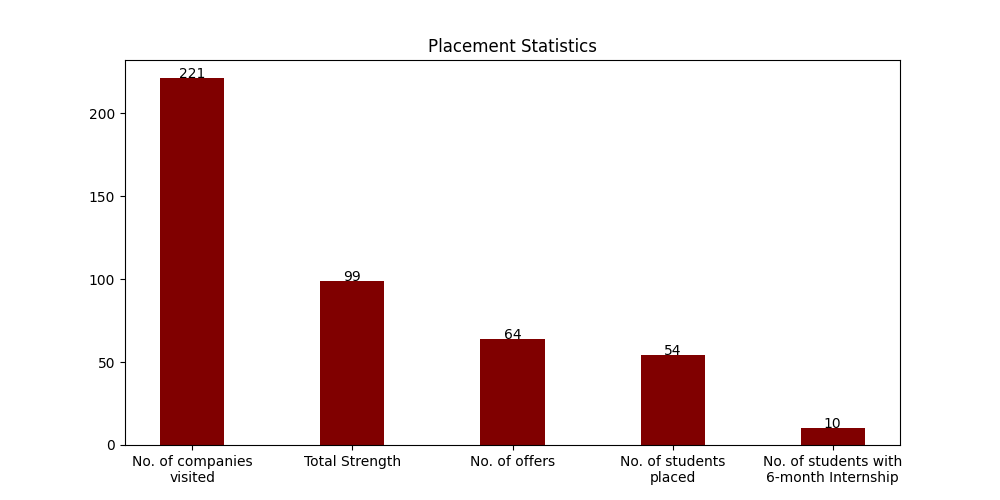 Placement Statistics
221
200
150
100
50
0
99
64
54
10
No. of companies
visited
Total Strength
No. of offers
No. of students
placed
No. of students with
6-month Internship